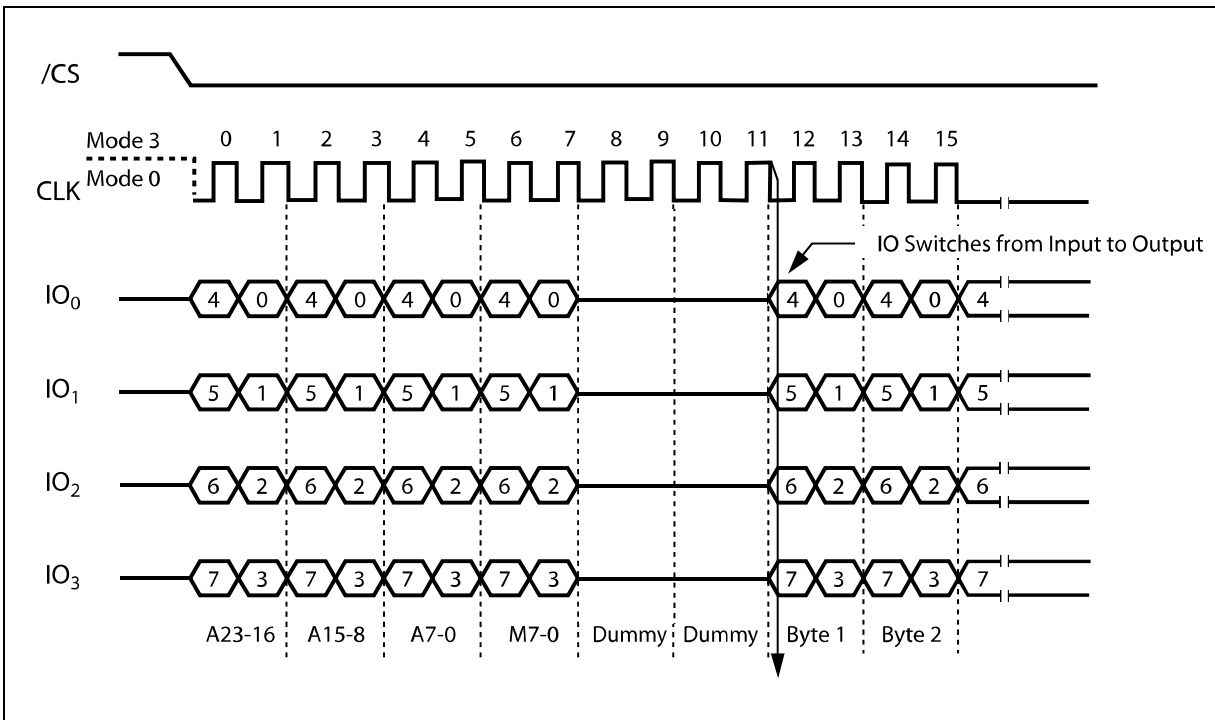 /CS
Mode 3
0 1 2 3 4 5 6 7 8 9 10 11 12 13 14 15
Mode 0
CLK
IO Switches from Input to Output
IO₀ 4 0 4 0 4 0 4 0 4 0 4 0 4
IO₁ 5 1 5 1 5 1 5 1 5 1 5 1 5
IO₂ 6 2 6 2 6 2 6 2 6 2 6 2 6
IO₃ 7 3 7 3 7 3 7 3 7 3 7 3 7
A23-16 A15-8 A7-0 M7-0 Dummy Dummy Byte 1 Byte 2